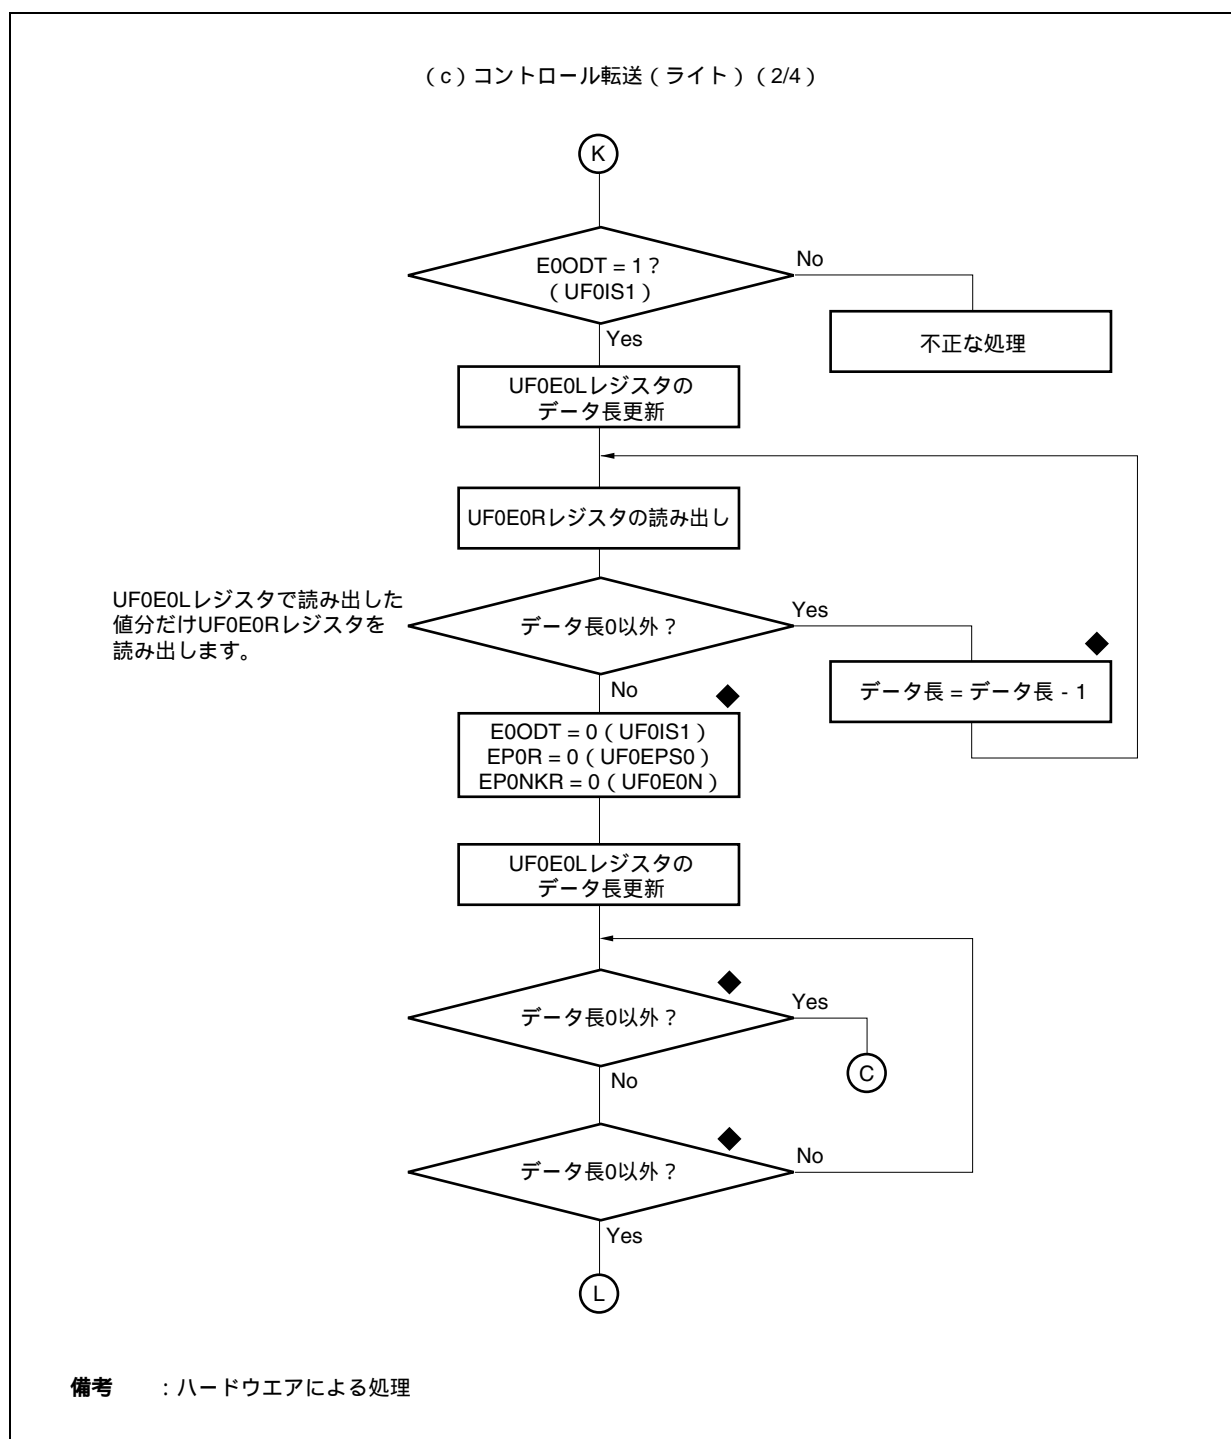 （c）コントロール転送（ライト）（2/4）
K
E0ODT = 1？
（UF0IS1）
No
不正な処理
Yes
UF0E0Lレジスタの
データ長更新
UF0E0Rレジスタの読み出し
UF0E0Lレジスタで読み出した
値分だけUF0E0Rレジスタを
読み出します。
データ長0以外？
Yes
データ長 = データ長 - 1
No
E0ODT = 0（UF0IS1）
EP0R = 0（UF0EPS0）
EP0NKR = 0（UF0E0N）
UF0E0Lレジスタの
データ長更新
データ長0以外？
Yes
C
No
データ長0以外？
No
Yes
L
備考　：ハードウエアによる処理